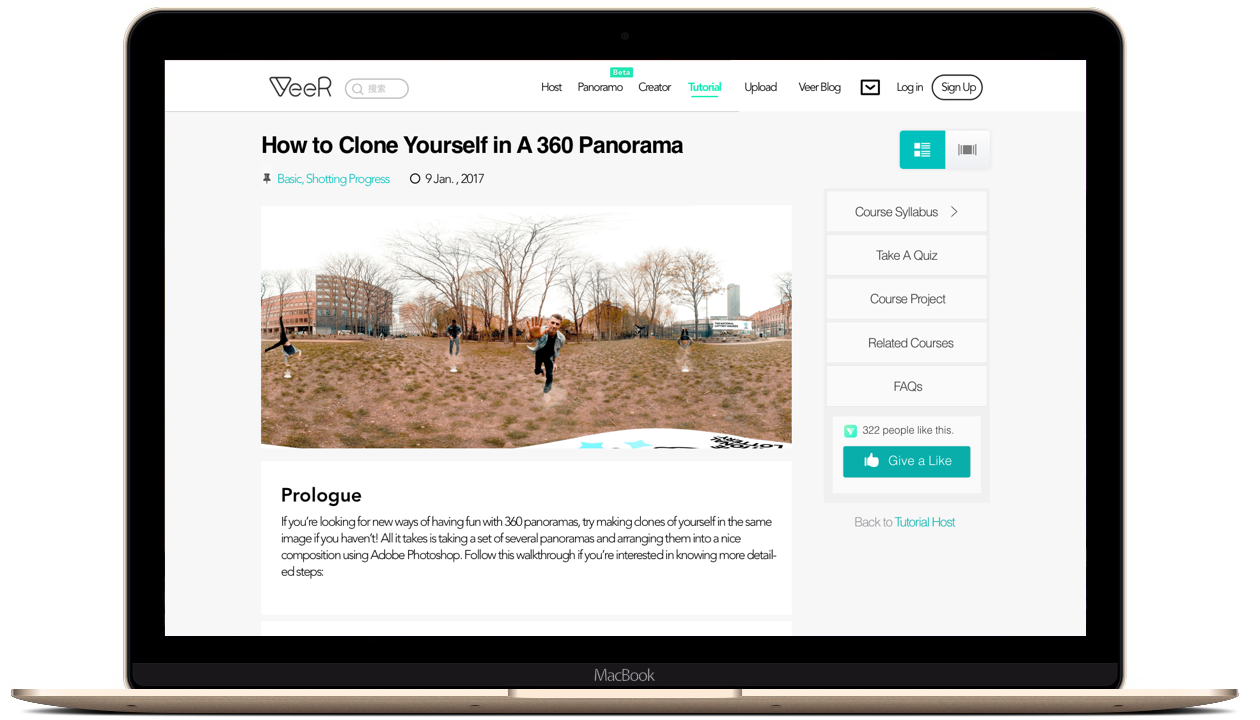 VeeR
搜索
Host
Panoramo
Beta
Creator
Tutorial
Upload
Veer Blog
Log in
Sign Up
How to Clone Yourself in A 360 Panorama
Basic, Shotting Progress
9 Jan. , 2017
Course Syllabus
Take A Quiz
Course Project
Related Courses
FAQs
322 people like this.
Give a Like
Back to Tutorial Host
Prologue
If you’re looking for new ways of having fun with 360 panoramas, try making clones of yourself in the same
image if you haven’t! All it takes is taking a set of several panoramas and arranging them into a nice
composition using Adobe Photoshop. Follow this walkthrough if you’re interested in knowing more detail-
ed steps:
MacBook